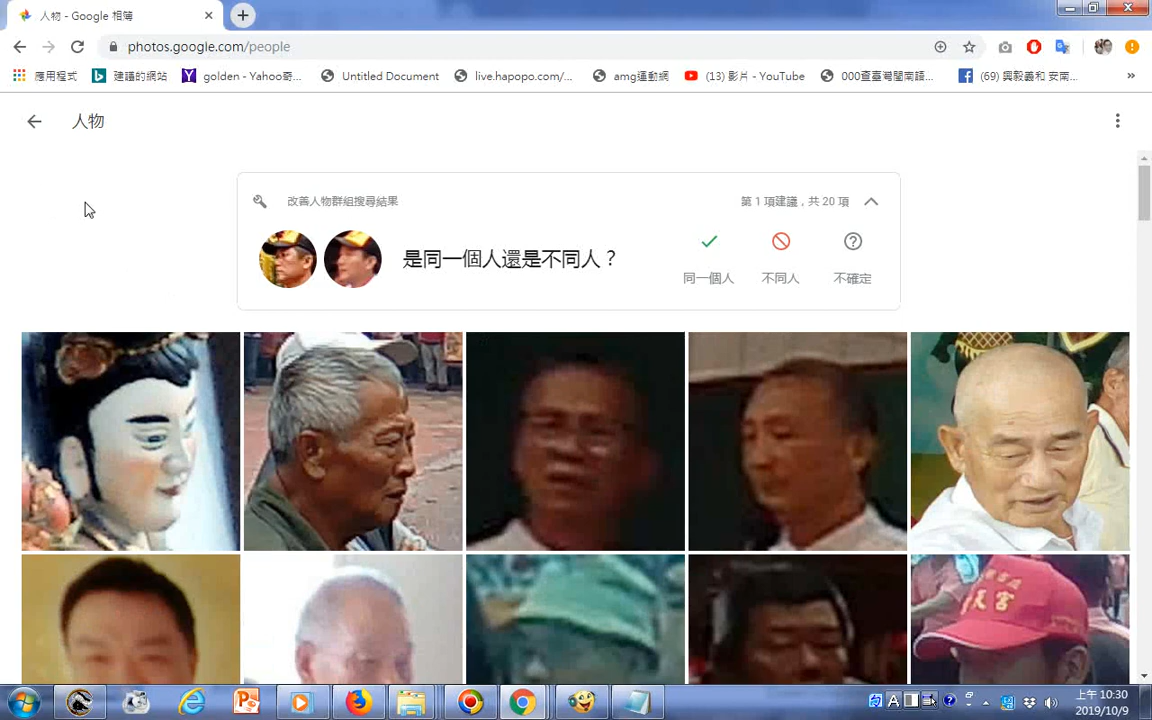 人物 - Google 相簿
photos.google.com/people
應用程式
建議的網站
golden - Yahoo奇...
Untitled Document
live.hapopo.com/...
amg運動網
(13) 影片 - YouTube
000查臺灣閩南語...
(69) 興毅義和 安南...
»
人物
改善人物群組搜尋結果
第 1 項建議，共 20 項
是同一個人還是不同人？
同一個人
不同人
不確定
天宮
上午 10:30
2019/10/9